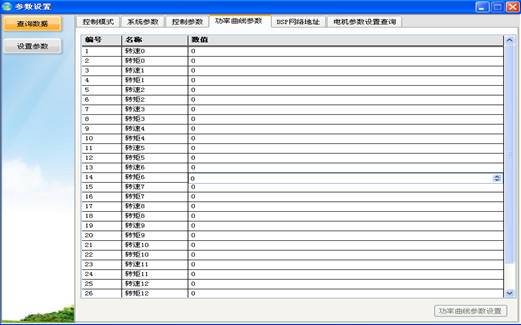 参数设置
查询数据
设置参数
控制模式 系统参数 控制参数 功率曲线参数 DSP网络地址 电机参数设置查询
编号 名称 数值
1 转速0 0
2 转矩0 0
3 转速1 0
4 转矩1 0
5 转速2 0
6 转矩2 0
7 转速3 0
8 转矩3 0
9 转速4 0
10 转矩4 0
11 转速5 0
12 转矩5 0
13 转速6 0
14 转矩6 0
15 转速7 0
16 转矩7 0
17 转速8 0
18 转矩8 0
19 转速9 0
20 转矩9 0
21 转速10 0
22 转矩10 0
23 转速11 0
24 转矩11 0
25 转速12 0
26 转矩12 0
功率曲线参数设置